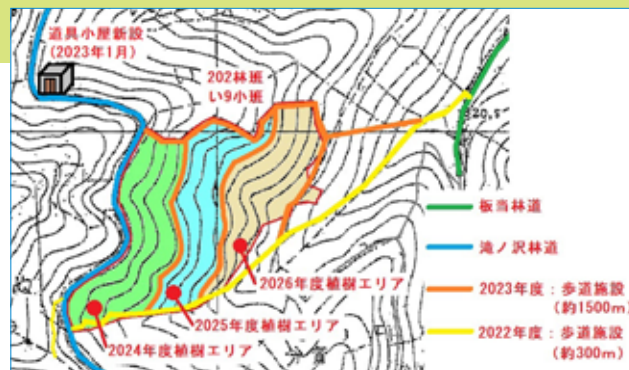 道具小屋新設
(2023年1月)
202林班
い9小班
20.5
板当林道
滝ノ沢林道
2026年度植樹エリア
2023年度：歩道施設
(約1500m)
2025年度植樹エリア
2022年度：歩道施設
(約300m)
2024年度植樹エリア